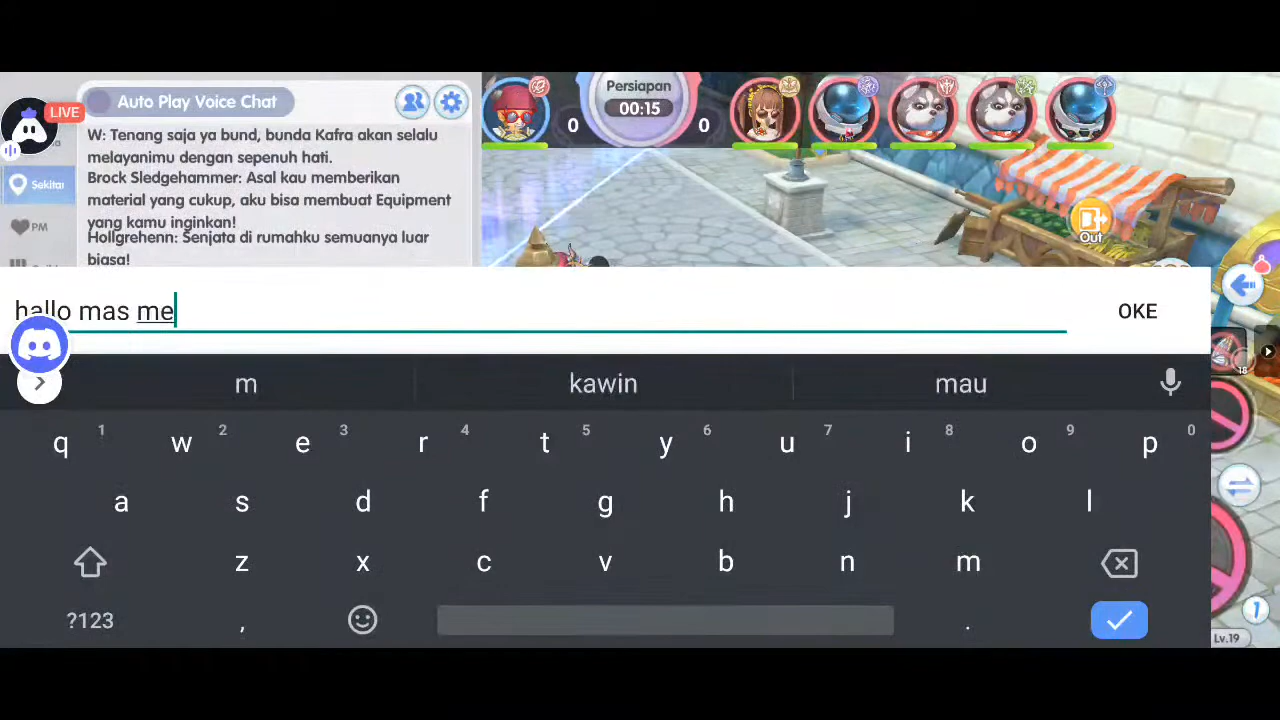 Auto Play Voice Chat
LIVE
W: Tenang saja ya bund, bunda Kafra akan selalu
melayanimu dengan sepenuh hati.
Brock Sledgehammer: Asal kau memberikan
material yang cukup, aku bisa membuat Equipment
yang kamu inginkan!
Hollgrehenn: Senjata di rumahku semuanya luar
biasa!
Sekitar
PM
Persiapan
00:15
0
0
Out
hallo mas me
OKE
m kawin mau
18
1 2 3 4 5 6 7 8 9 0
q w e r t y u i o p
a s d f g h j k l
z x c v b n m
?123 , .
1
Lv.19